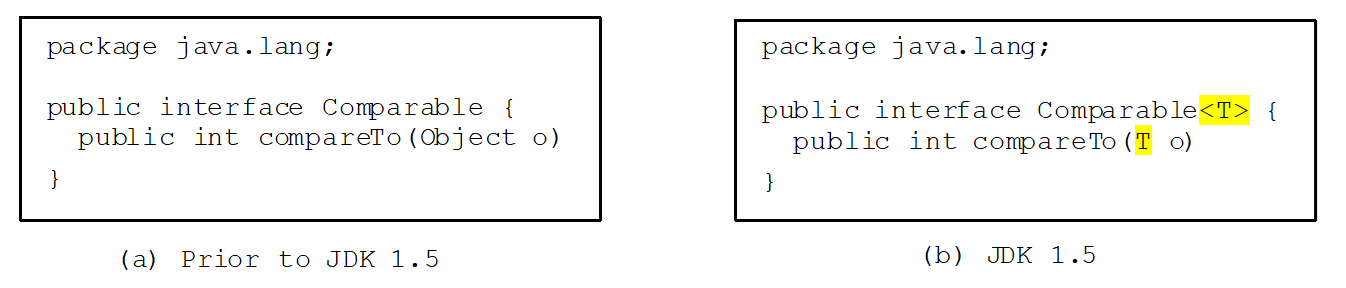 package java.lang;
public interface Comparable {
  public int compareTo(Object o)
}
(a) Prior to JDK 1.5
package java.lang;
public interface Comparable<T> {
  public int compareTo(T o)
}
(b) JDK 1.5